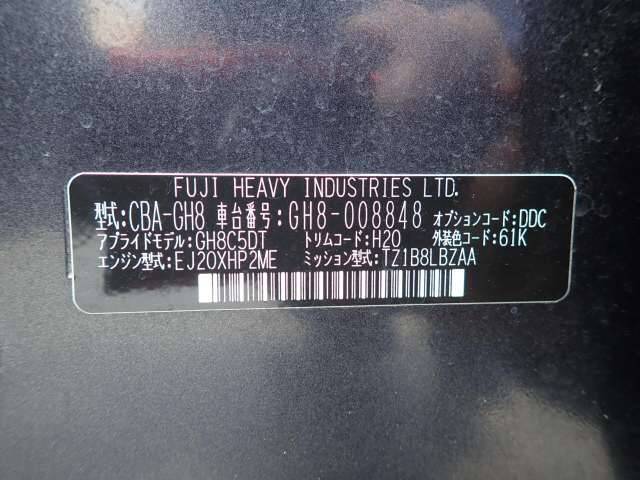 FUJI HEAVY INDUSTRIES LTD.
型式:CBA-GH8 車台番号:GH8-008848 オプションコード:DDC
アプライドモデル:GH8C5DT トリムコード:H20 外装色コード:61K
エンジン型式:EJ20XHP2ME ミッション型式:TZ1B8LBZAA